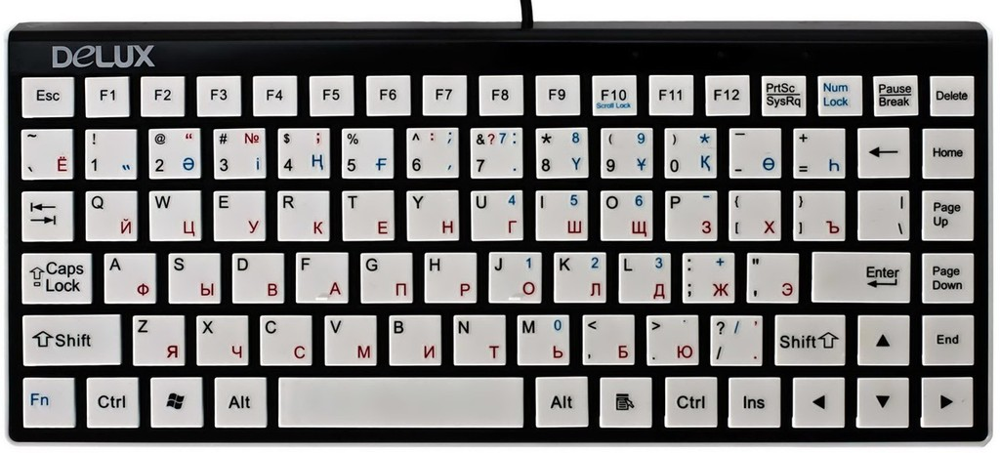 DELUX
Esc F1 F2 F3 F4 F5 F6 F7 F8 F9 F10 F11 F12 PrtSc Num Pause Delete
Scroll Lock SysRq Lock Break
~ ! @ “ # № $ ; % ^ : ; & ? 7 : * 8 ( 9 ) * – + ← Home
Ё 1 “ 2 Ә 3 і 4 Ң 5 Ғ 6 , 7 . 8 Ү 9 ¥ 0 Қ - Ө = Һ
Q W E R T Y U 4 I 5 O 6 P - { } | Page
Й Ц У К Е Н Г Ш Щ З [ Х ] Ъ \ Up
Caps A S D F G H J 1 K 2 L 3 : + " Enter Page
Lock Ф Ы В А П Р О Л Д ; Ж , Э Down
Shift Z X C V B N M 0 < > ? / ' Shift ▲ End
Я Ч С М И Т Ь , Б . Ю / .
Fn Ctrl Alt Alt Ctrl Ins ◀ ▼ ▶